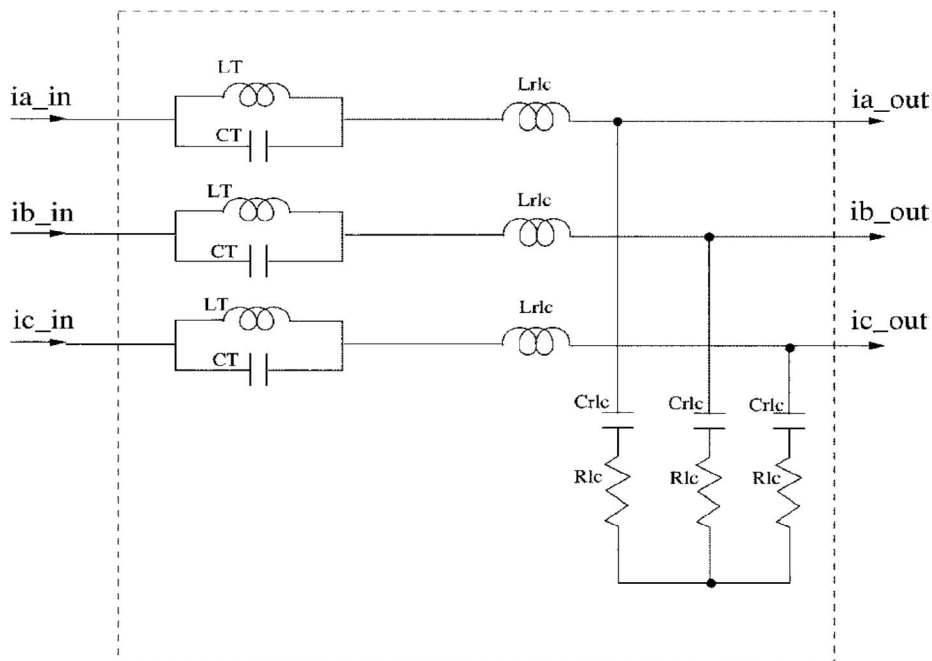 LT
Lrlc
ia_in
ia_out
CT
LT
Lrlc
ib_in
ib_out
CT
LT
Lrlc
ic_in
ic_out
CT
Crlc
Crlc
Crlc
Rlc
Rlc
Rlc